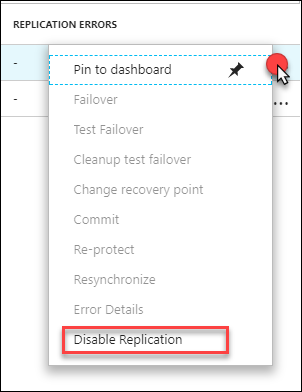 REPLICATION ERRORS
-
Pin to dashboard
Failover
-
Test Failover
...
Cleanup test failover
Change recovery point
Commit
Re-protect
Resynchronize
Error Details
Disable Replication